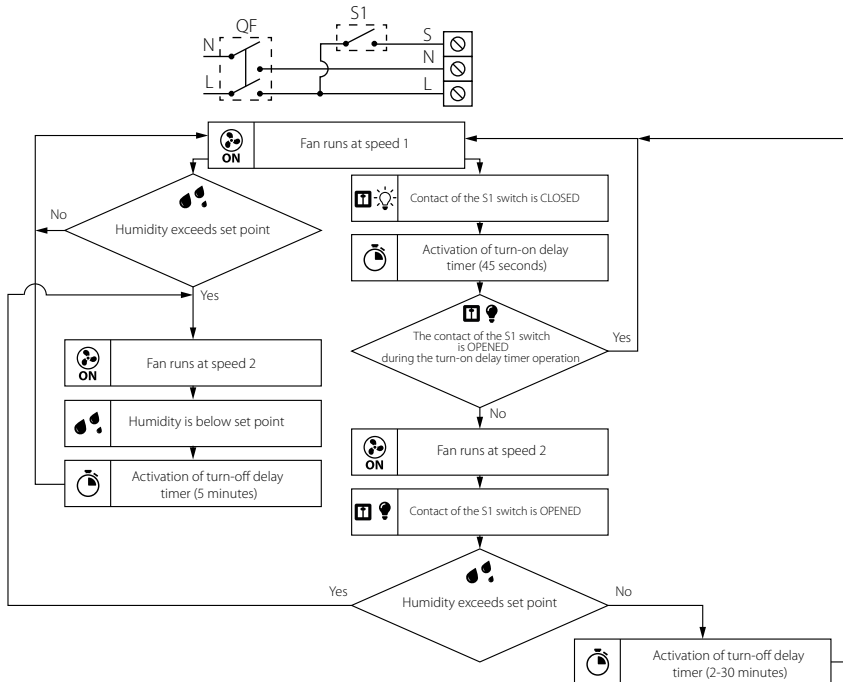 QF
S1
S
N
N
L
L
ON
Fan runs at speed 1
Humidity exceeds set point
No
Yes
ON
Fan runs at speed 2
Humidity is below set point
Activation of turn-off delay
timer (5 minutes)
Contact of the S1 switch is CLOSED
Activation of turn-on delay
timer (45 seconds)
The contact of the S1 switch
is OPENED
during the turn-on delay timer operation
Yes
No
ON
Fan runs at speed 2
Contact of the S1 switch is OPENED
Humidity exceeds set point
Yes
No
Activation of turn-off delay
timer (2-30 minutes)